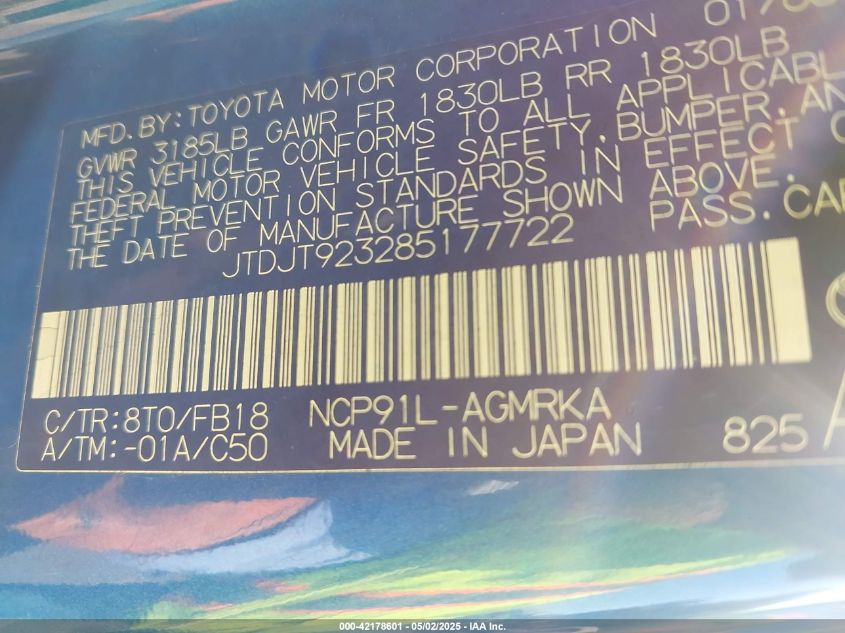 MFD. BY: TOYOTA MOTOR CORPORATION
GVWR 3185LB GAWR FR 1830LB RR 1830LB
THIS VEHICLE CONFORMS TO ALL APPLICABL
FEDERAL MOTOR VEHICLE SAFETY, BUMPER, AN
THEFT PREVENTION STANDARDS IN EFFECT
THE DATE OF MANUFACTURE SHOWN ABOVE.
JTDJT923285177722 PASS. CAR
C/TR: 8T0/FB18 NCP91L-AGMRKA
A/TM: -01A/C50 MADE IN JAPAN 825
000-42178601 - 05/02/2025 - IAA Inc.